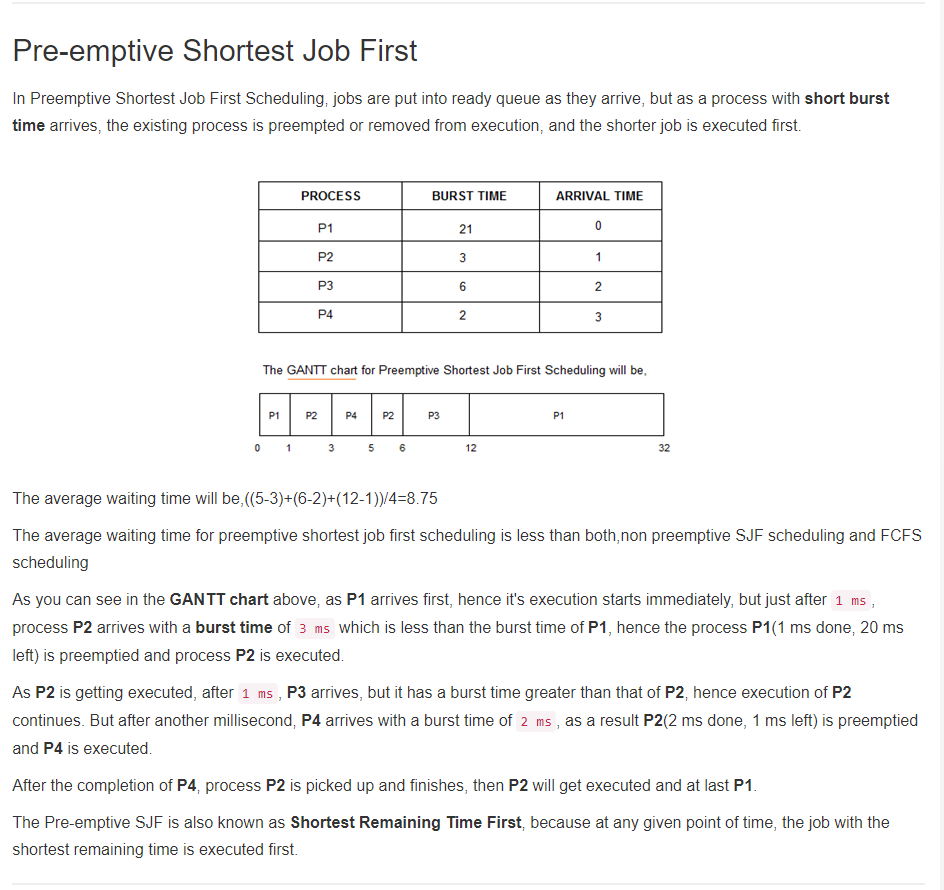 Pre-emptive Shortest Job First
In Preemptive Shortest Job First Scheduling, jobs are put into ready queue as they arrive, but as a process with short burst
time arrives, the existing process is preempted or removed from execution, and the shorter job is executed first.
PROCESS BURST TIME ARRIVAL TIME
P1 21 0
P2 3 1
P3 6 2
P4 2 3
The GANTT chart for Preemptive Shortest Job First Scheduling will be,
P1 P2 P4 P2 P3 P1
0 1 3 5 6 12 32
The average waiting time will be,((5-3)+(6-2)+(12-1))/4=8.75
The average waiting time for preemptive shortest job first scheduling is less than both,non preemptive SJF scheduling and FCFS
scheduling
As you can see in the GANTT chart above, as P1 arrives first, hence it's execution starts immediately, but just after 1 ms ,
process P2 arrives with a burst time of 3 ms which is less than the burst time of P1, hence the process P1(1 ms done, 20 ms
left) is preemptied and process P2 is executed.
As P2 is getting executed, after 1 ms , P3 arrives, but it has a burst time greater than that of P2, hence execution of P2
continues. But after another millisecond, P4 arrives with a burst time of 2 ms , as a result P2(2 ms done, 1 ms left) is preemptied
and P4 is executed.
After the completion of P4, process P2 is picked up and finishes, then P2 will get executed and at last P1.
The Pre-emptive SJF is also known as Shortest Remaining Time First, because at any given point of time, the job with the
shortest remaining time is executed first.